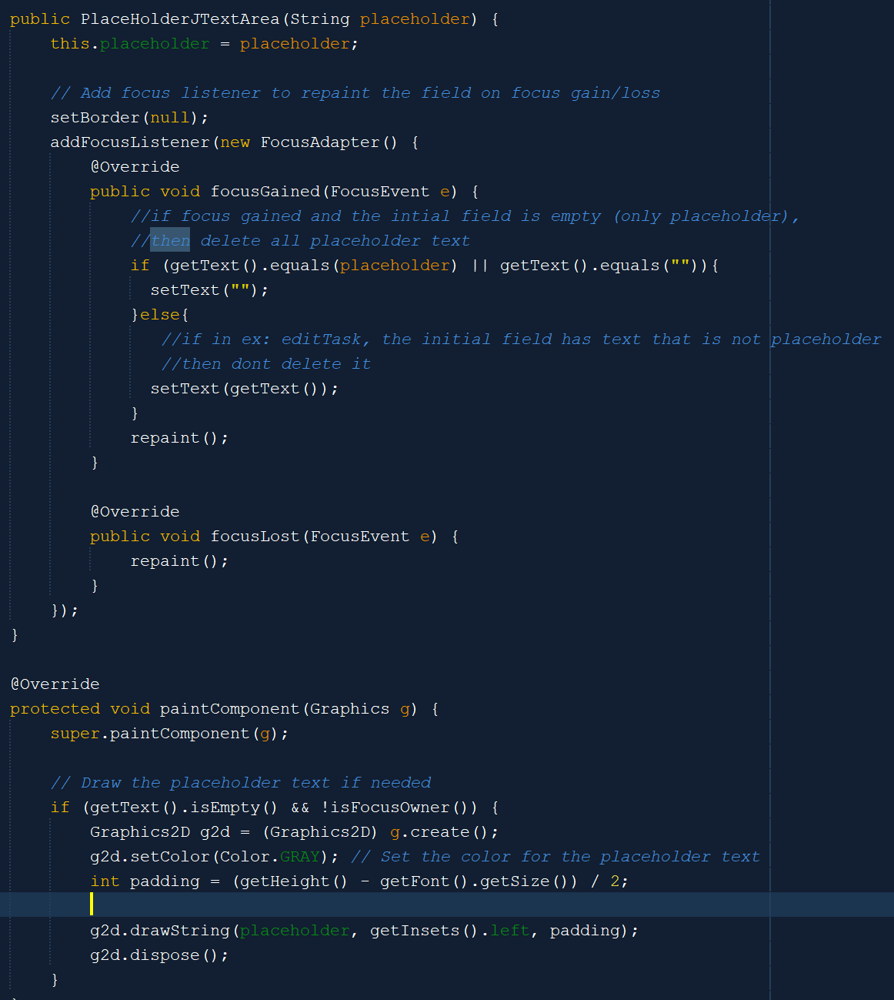 public PlaceHolderJTextArea(String placeholder) {
    this.placeholder = placeholder;

    // Add focus listener to repaint the field on focus gain/loss
    setBorder(null);
    addFocusListener(new FocusAdapter() {
        @Override
        public void focusGained(FocusEvent e) {
            //if focus gained and the intial field is empty (only placeholder),
            //then delete all placeholder text
            if (getText().equals(placeholder) || getText().equals("")){
              setText("");
            }else{
               //if in ex: editTask, the initial field has text that is not placeholder
               //then dont delete it
              setText(getText());
            }
            repaint();
        }

        @Override
        public void focusLost(FocusEvent e) {
            repaint();
        }
    });
}

@Override
protected void paintComponent(Graphics g) {
    super.paintComponent(g);

    // Draw the placeholder text if needed
    if (getText().isEmpty() && !isFocusOwner()) {
        Graphics2D g2d = (Graphics2D) g.create();
        g2d.setColor(Color.GRAY); // Set the color for the placeholder text
        int padding = (getHeight() - getFont().getSize()) / 2;

        g2d.drawString(placeholder, getInsets().left, padding);
        g2d.dispose();
    }